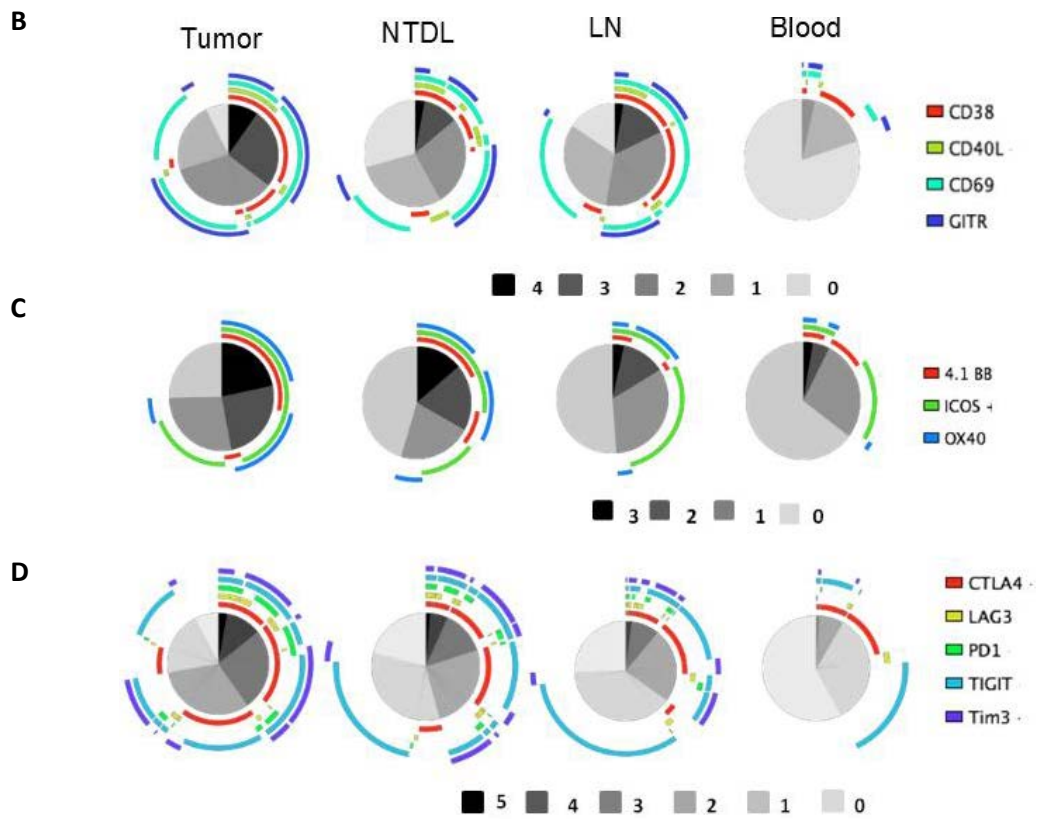 B
Tumor NTDL LN Blood
CD38
CD40L -
CD69
GITR
4 3 2 1 0
C
4.1 BB
ICOS +
OX40
3 2 1 0
D
CTLA4 -
LAG3
PD1 -
TIGIT
Tim3 -
5 4 3 2 1 0